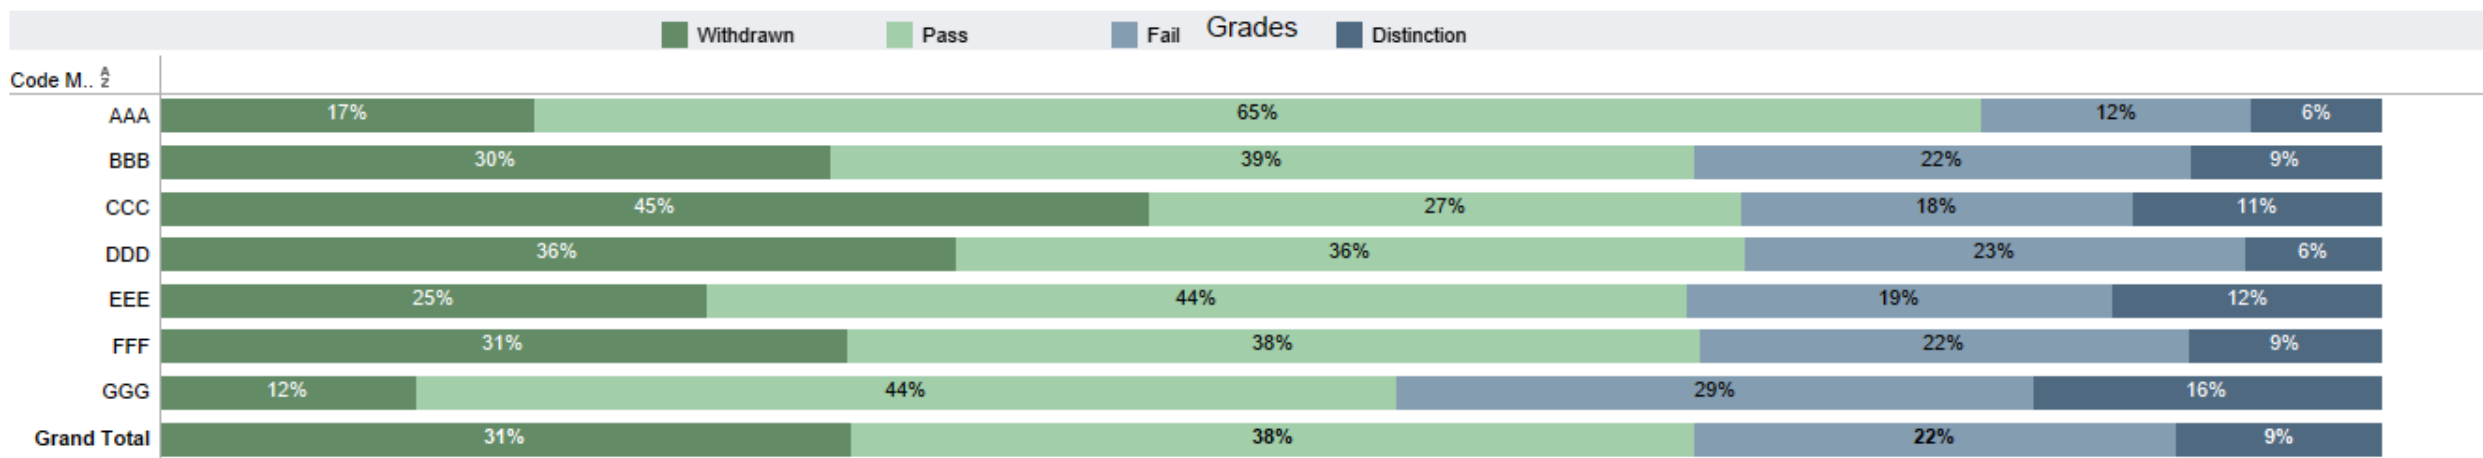 Withdrawn Pass Fail Grades Distinction
Code M.. A Z
AAA 17% 65% 12% 6%
BBB 30% 39% 22% 9%
CCC 45% 27% 18% 11%
DDD 36% 36% 23% 6%
EEE 25% 44% 19% 12%
FFF 31% 38% 22% 9%
GGG 12% 44% 29% 16%
Grand Total 31% 38% 22% 9%